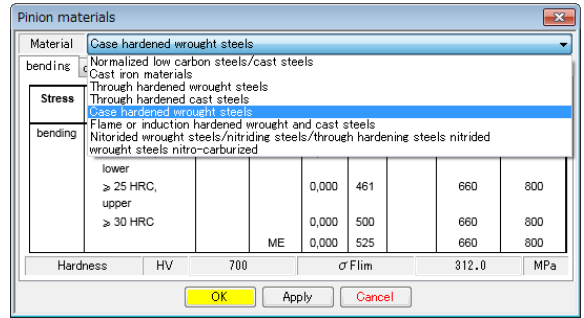 Pinion materials
Material Case hardened wrought steels
bending
Normalized low carbon steels/cast steels
Cast iron materials
Through hardened wrought steels
Through hardened cast steels
Case hardened wrought steels
Flame or induction hardened wrought and cast steels
Nitorided wrought steels/nitriding steels/through hardening steels nitrided
wrought steels nitro-carburized
Stress
bending
lower
⩾ 25 HRC, 0,000 461 660 800
upper
⩾ 30 HRC 0,000 500 660 800
ME 0,000 525 660 800
Hardness HV 700 σFlim 312.0 MPa
OK Apply Cancel